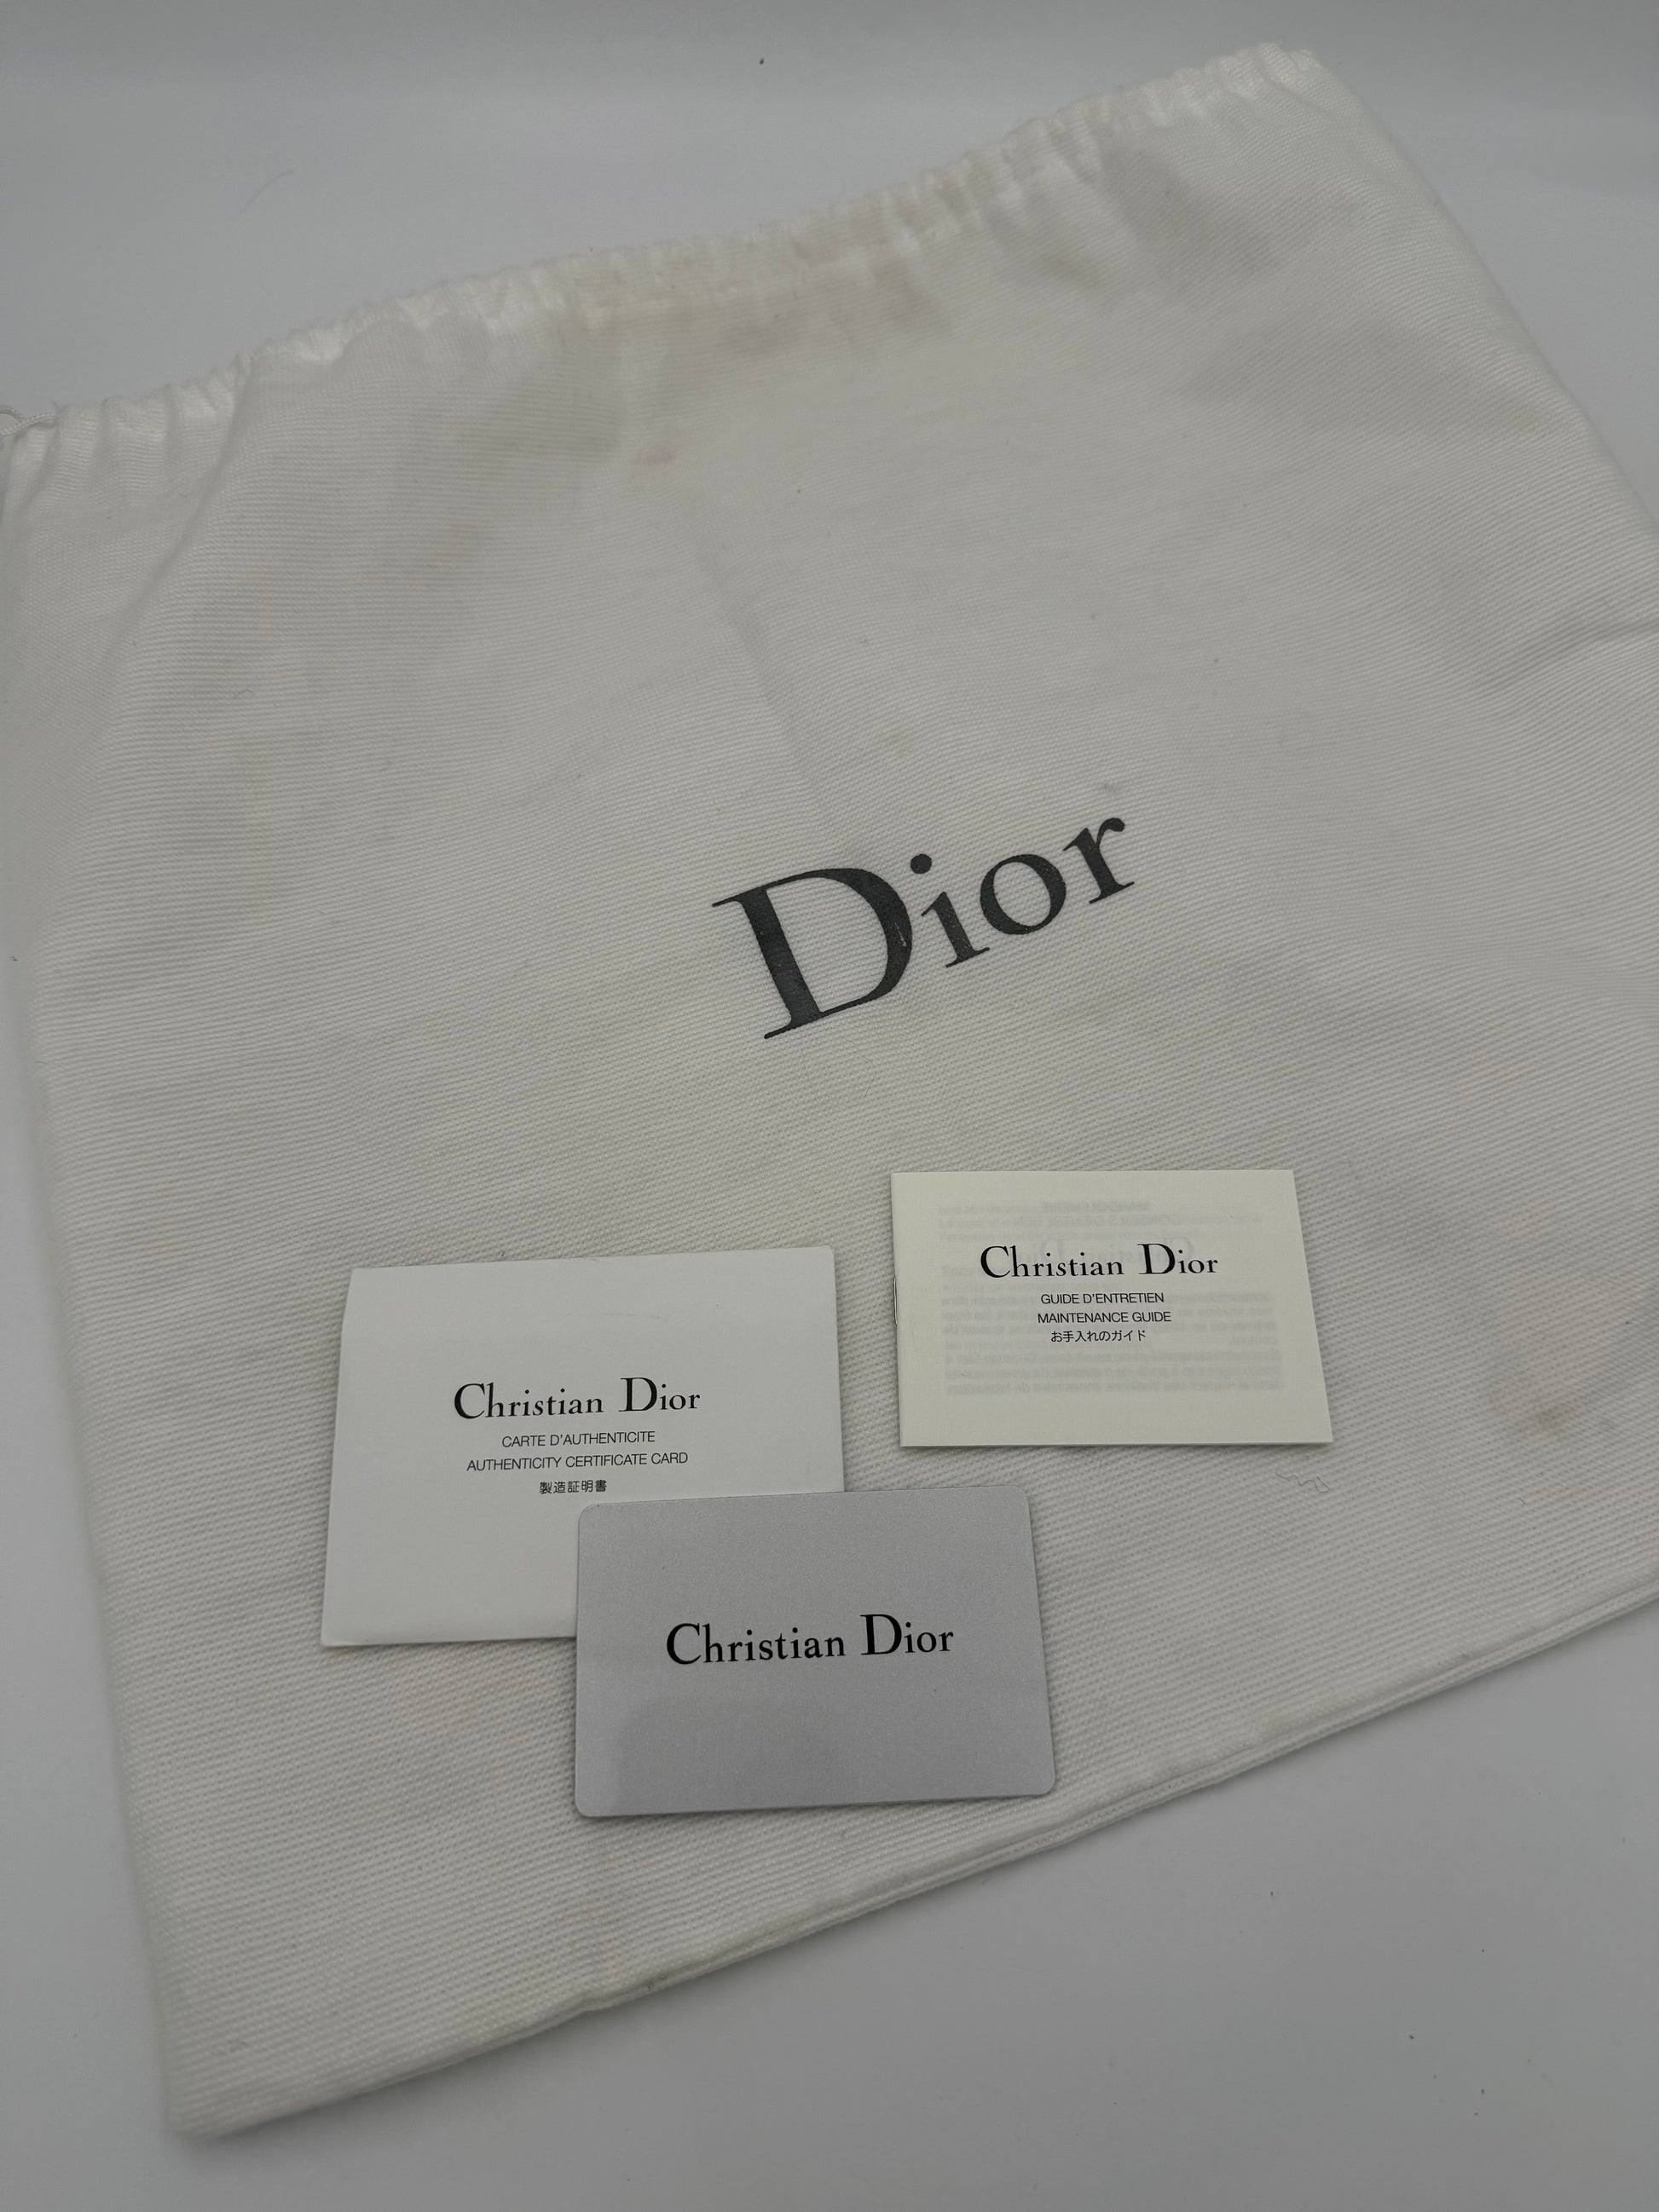 Dior
Christian Dior
GUIDE D'ENTRETIEN
MAINTENANCE GUIDE
お手入れのガイド
Christian Dior
CARTE D'AUTHENTICITE
AUTHENTICITY CERTIFICATE CARD
製造証明書
Christian Dior